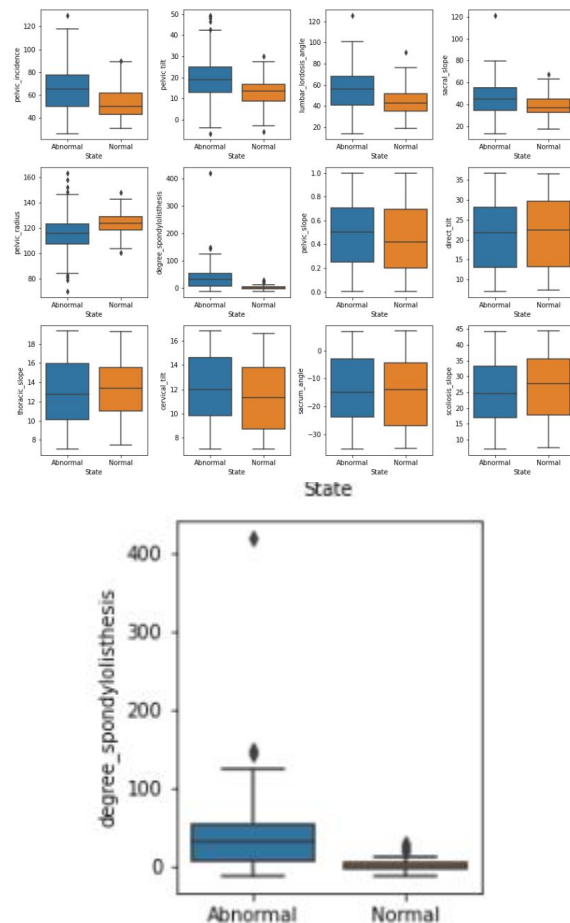 pelvic_incidence
120
100
80
60
40
Abnormal Normal
State
pelvic tilt
50
40
30
20
10
0
Abnormal Normal
State
lumbar_lordosis_angle
120
100
80
60
40
20
Abnormal Normal
State
sacral_slope
120
100
80
60
40
20
Abnormal Normal
State
pelvic_radius
160
140
120
100
80
Abnormal Normal
State
degree_spondylolisthesis
400
300
200
100
0
Abnormal Normal
State
pelvic_slope
1.0
0.8
0.6
0.4
0.2
0.0
Abnormal Normal
State
direct_tilt
35
30
25
20
15
10
Abnormal Normal
State
thoracic_slope
18
16
14
12
10
8
Abnormal Normal
State
cervical_tilt
16
14
12
10
8
Abnormal Normal
State
sacrum_angle
0
−10
−20
−30
Abnormal Normal
State
scoliosis_slope
45
40
35
30
25
20
15
10
Abnormal Normal
State
State
degree_spondylolisthesis
400
300
200
100
0
Abnormal Normal